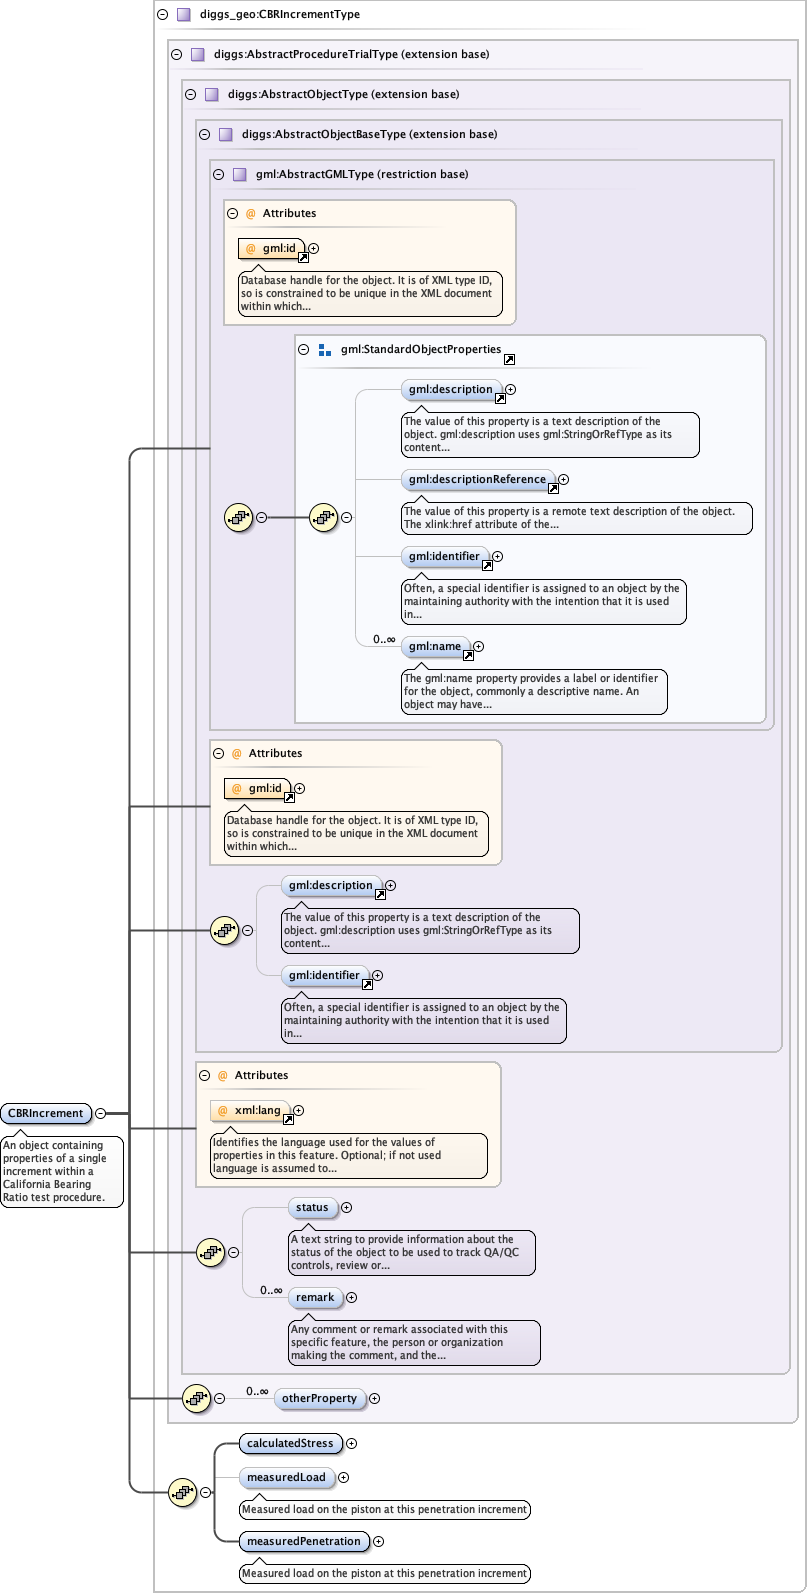 diggs_geo:CBRIncrementType
diggs:AbstractProcedureTrialType (extension base)
diggs:AbstractObjectType (extension base)
diggs:AbstractObjectBaseType (extension base)
gml:AbstractGMLType (restriction base)
@ Attributes
@ gml:id
Database handle for the object. It is of XML type ID,
so is constrained to be unique in the XML document
within which...
gml:StandardObjectProperties
gml:description
The value of this property is a text description of the
object. gml:description uses gml:StringOrRefType as its
content...
gml:descriptionReference
The value of this property is a remote text description of the object.
The xlink:href attribute of the...
gml:identifier
Often, a special identifier is assigned to an object by the
maintaining authority with the intention that it is used
in...
0..∞
gml:name
The gml:name property provides a label or identifier
for the object, commonly a descriptive name. An
object may have...
@ Attributes
@ gml:id
Database handle for the object. It is of XML type ID,
so is constrained to be unique in the XML document
within which...
gml:description
The value of this property is a text description of the
object. gml:description uses gml:StringOrRefType as its
content...
gml:identifier
Often, a special identifier is assigned to an object by the
maintaining authority with the intention that it is used
in...
@ Attributes
@ xml:lang
Identifies the language used for the values of
properties in this feature. Optional; if not used
language is assumed to...
CBRIncrement
An object containing
properties of a single
increment within a
California Bearing
Ratio test procedure.
status
A text string to provide information about the
status of the object to be used to track QA/QC
controls, review or...
0..∞
remark
Any comment or remark associated with this
specific feature, the person or organization
making the comment, and the...
0..∞
otherProperty
calculatedStress
measuredLoad
Measured load on the piston at this penetration increment
measuredPenetration
Measured load on the piston at this penetration increment